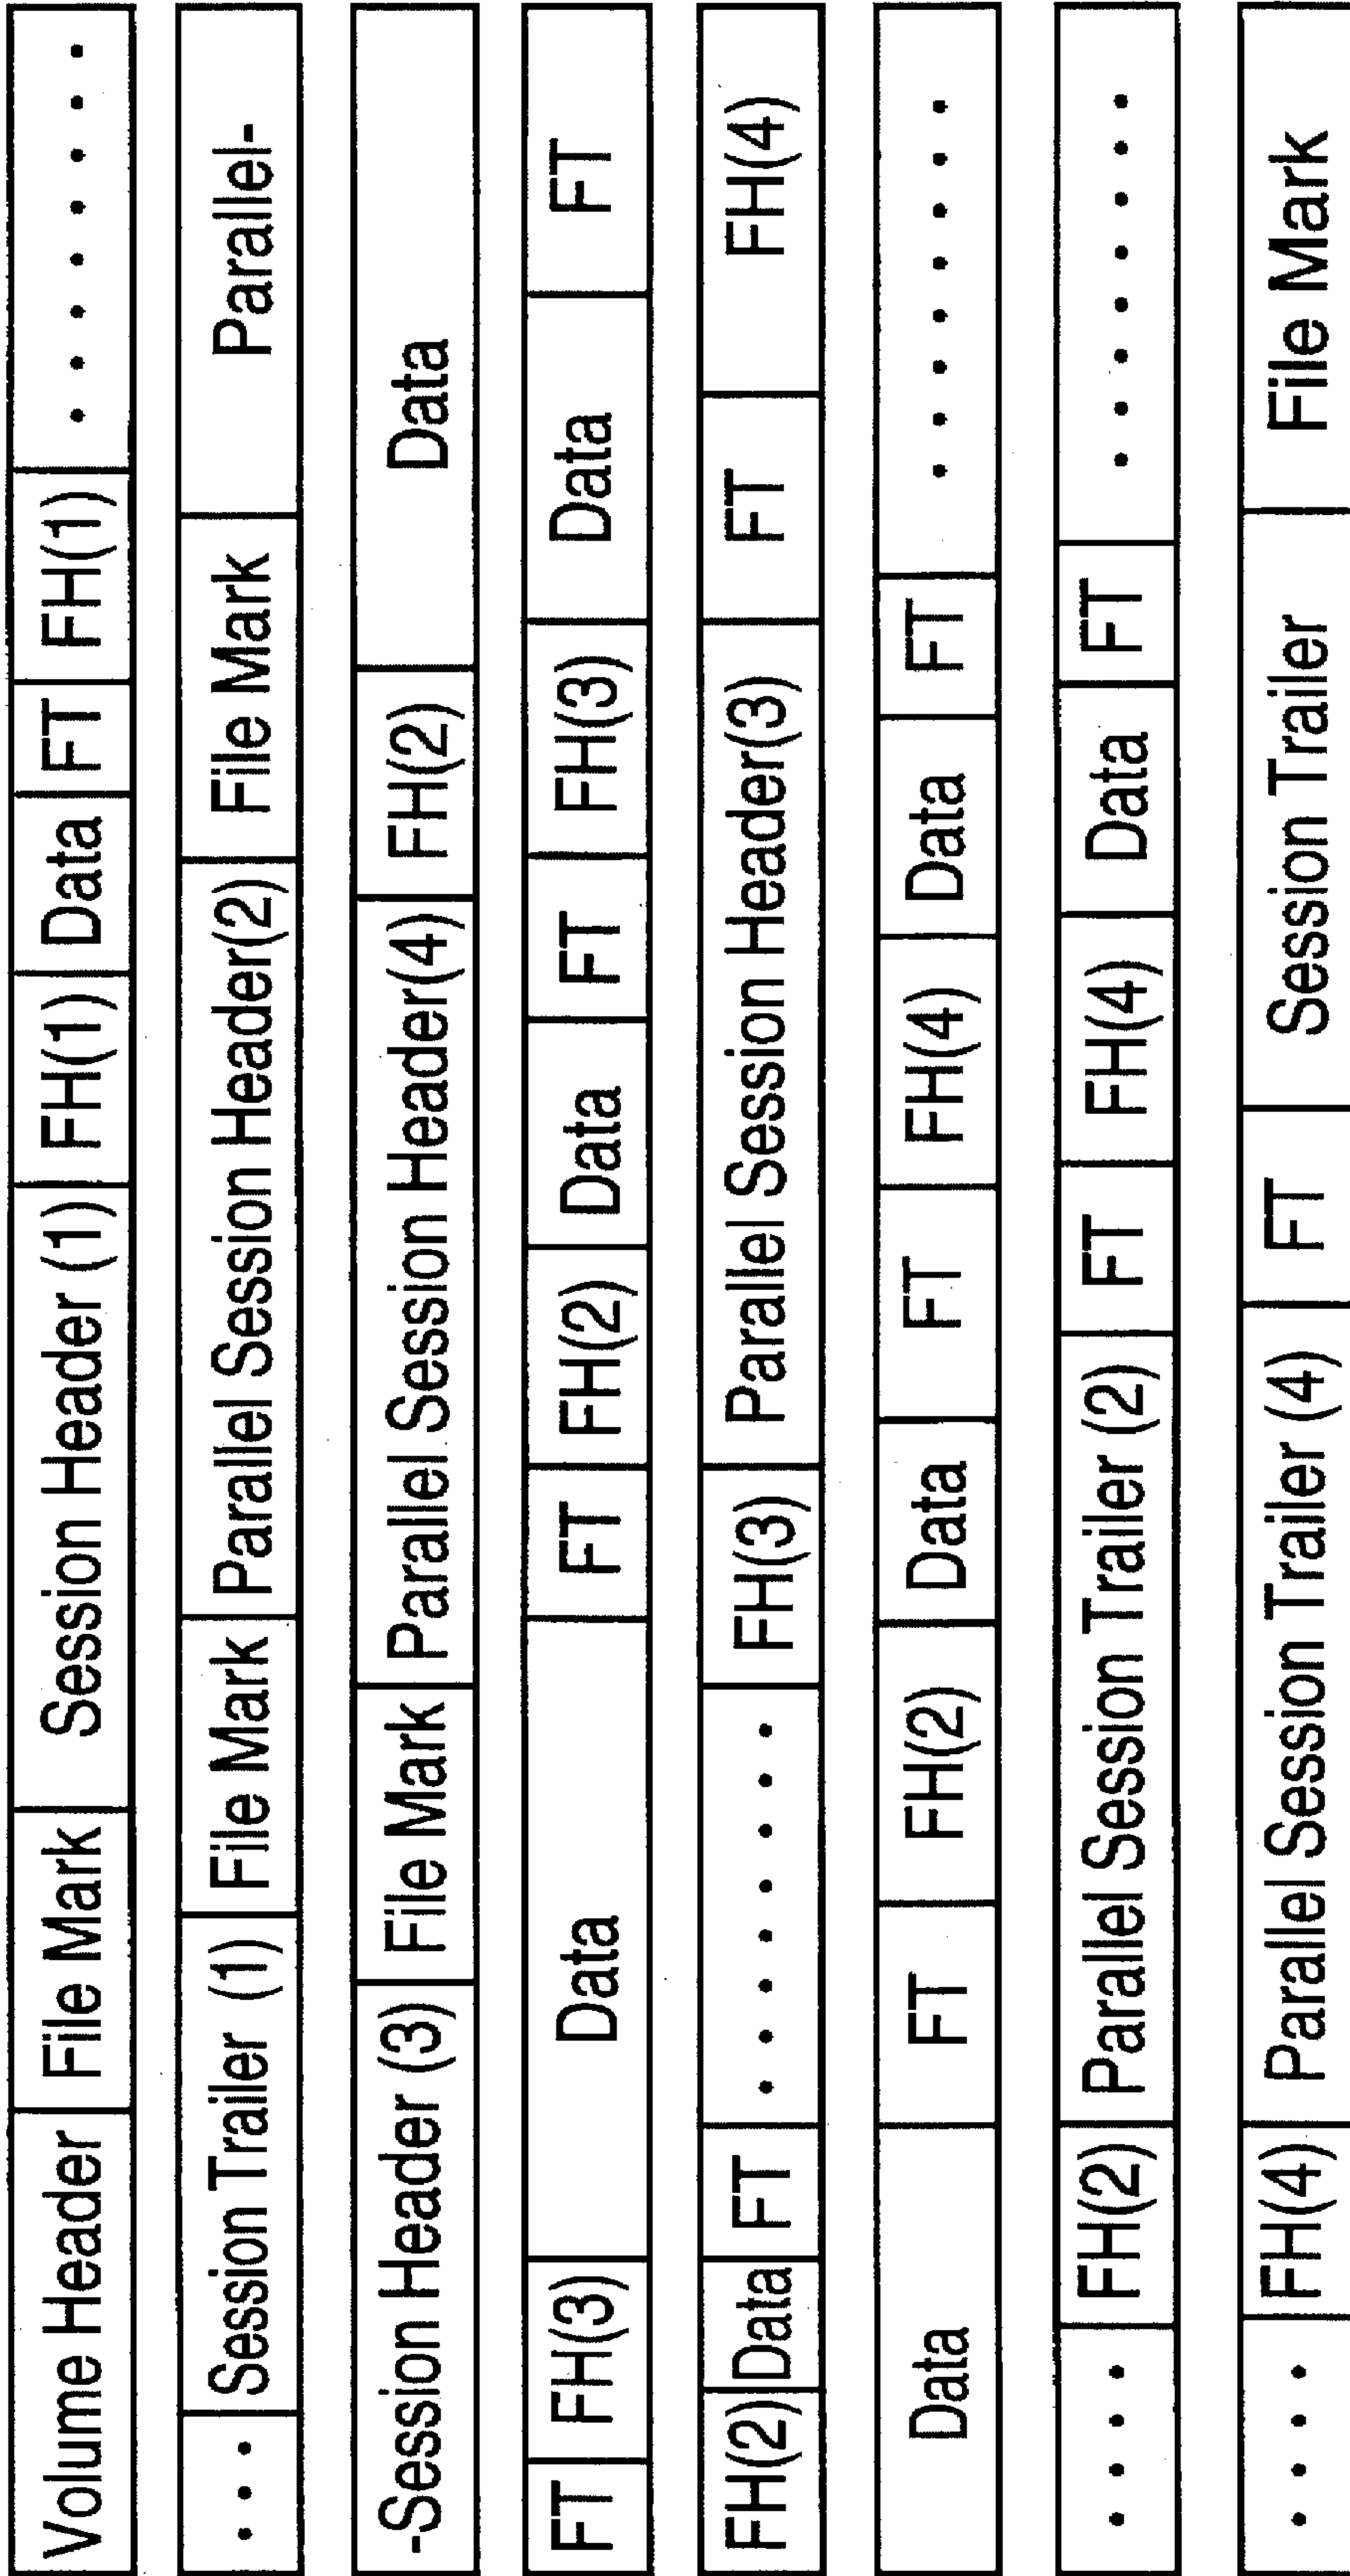 Volume Header File Mark Session Header (1) FH(1) Data FT FH(1) . . . . . . . .
. . . Session Trailer (1) File Mark Parallel Session Header(2) File Mark Parallel-
-Session Header (3) File Mark Parallel Session Header(4) FH(2) Data
FT FH(3) Data FT FH(2) Data FT FH(3) Data FT
FH(2) Data FT . . . . . . . . FH(3) Parallel Session Header(3) FT FH(4)
Data FT FH(2) Data FT FH(4) Data FT . . . . . . . .
. . . . FH(2) Parallel Session Trailer (2) FT FH(4) Data FT . . . . . . . .
. . . . FH(4) Parallel Session Trailer (4) FT Session Trailer File Mark